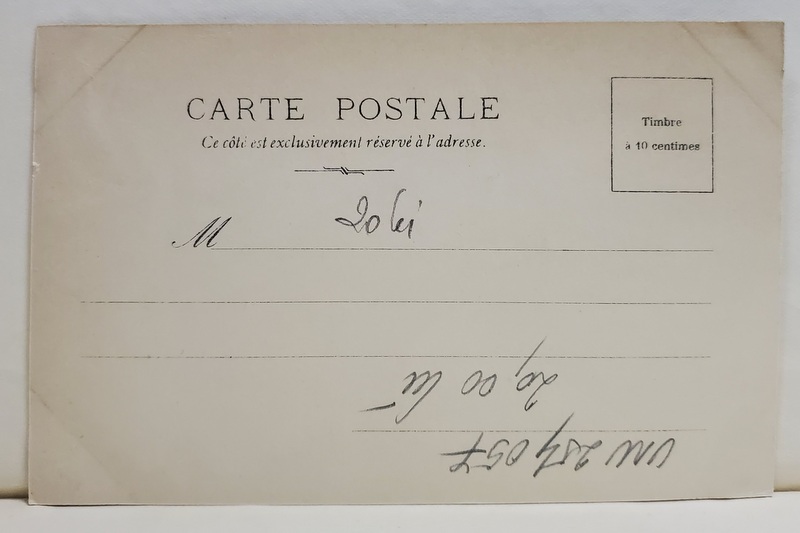 CARTE POSTALE
Ce côté est exclusivement réservé à l'adresse.
Timbre
à 10 centimes
M 20 lei
20,00 lei